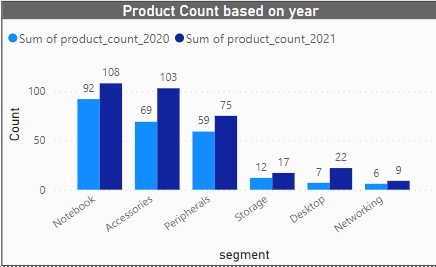 Product Count based on year
Sum of product_count_2020 Sum of product_count_2021
Count
100
50
0
92 108
69 103
59 75
12 17
7 22
6 9
Notebook
Accessories
Peripherals
Storage
Desktop
Networking
segment